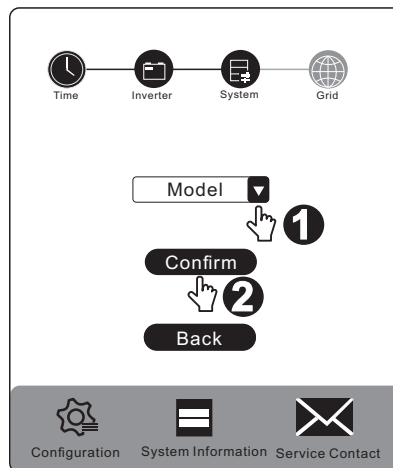 Time Inverter System Grid
Model
1
Confirm
2
Back
Configuration System Information Service Contact